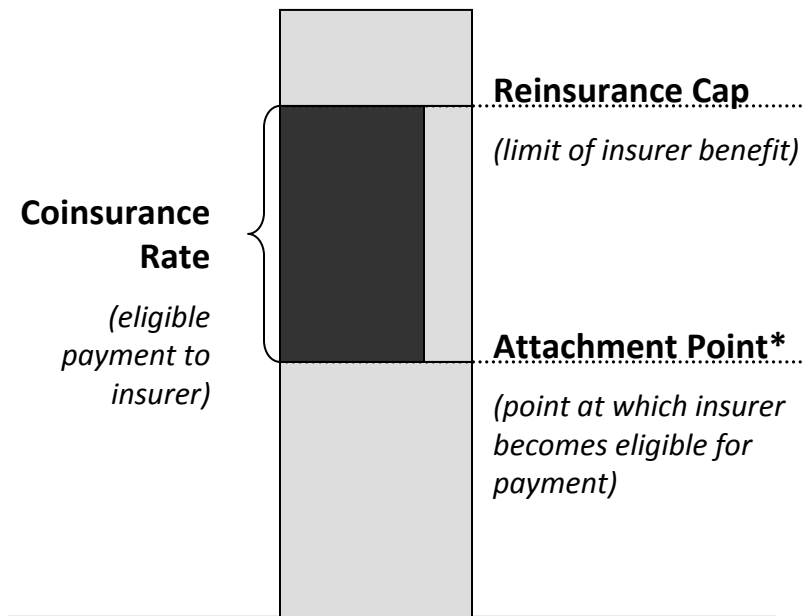 Reinsurance Cap
(limit of insurer benefit)
Coinsurance
Rate
(eligible
payment to
insurer)
Attachment Point*
(point at which insurer
becomes eligible for
payment)